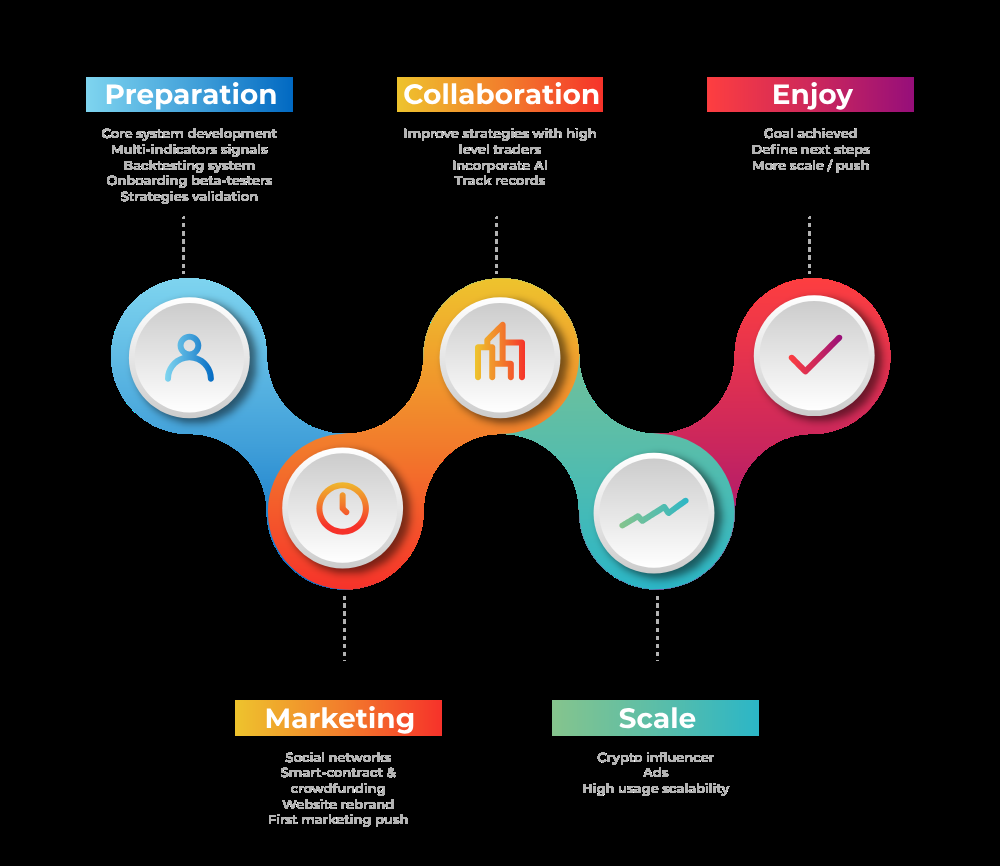 Preparation
Core system development
Multi-indicators signals
Backtesting system
Onboarding beta-testers
Strategies validation
Collaboration
Improve strategies with high
level traders
Incorporate AI
Track records
Enjoy
Goal achieved
Define next steps
More scale / push
Marketing
Social networks
Smart-contract &
crowdfunding
Website rebrand
First marketing push
Scale
Crypto influencer
Ads
High usage scalability